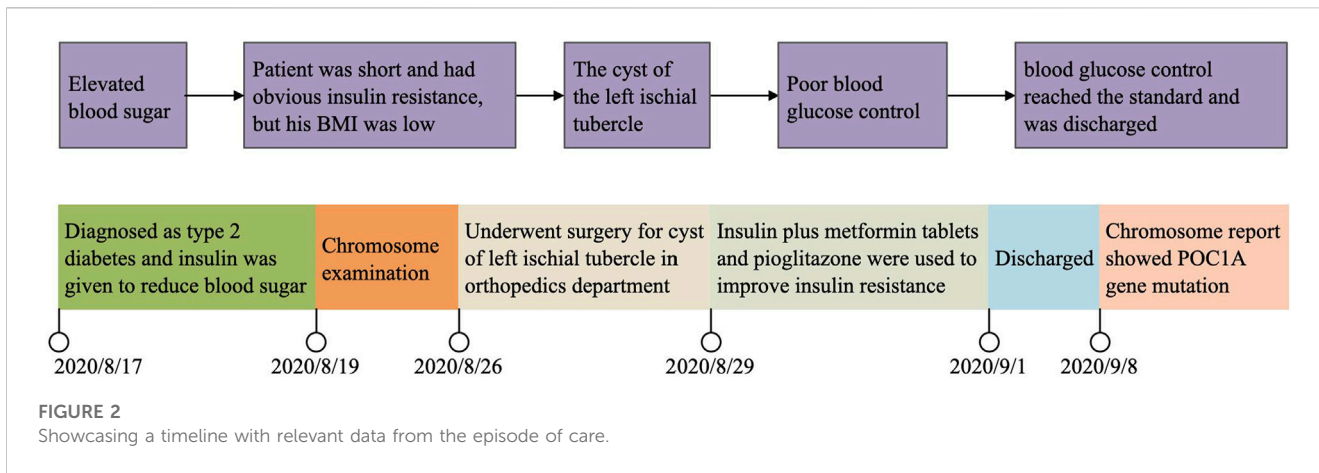 Elevated
blood sugar
Patient was short and had
obvious insulin resistance,
but his BMI was low
The cyst of
the left ischial
tubercle
Poor blood
glucose control
blood glucose control
reached the standard and
was discharged
Diagnosed as type 2
diabetes and insulin was
given to reduce blood sugar
Chromosome
examination
Underwent surgery for cyst
of left ischial tubercle in
orthopedics department
Insulin plus metformin tablets
and pioglitazone were used to
improve insulin resistance
Discharged
Chromosome report
showed POC1A
gene mutation
2020/8/17
2020/8/19
2020/8/26
2020/8/29
2020/9/1
2020/9/8
FIGURE 2
Showcasing a timeline with relevant data from the episode of care.